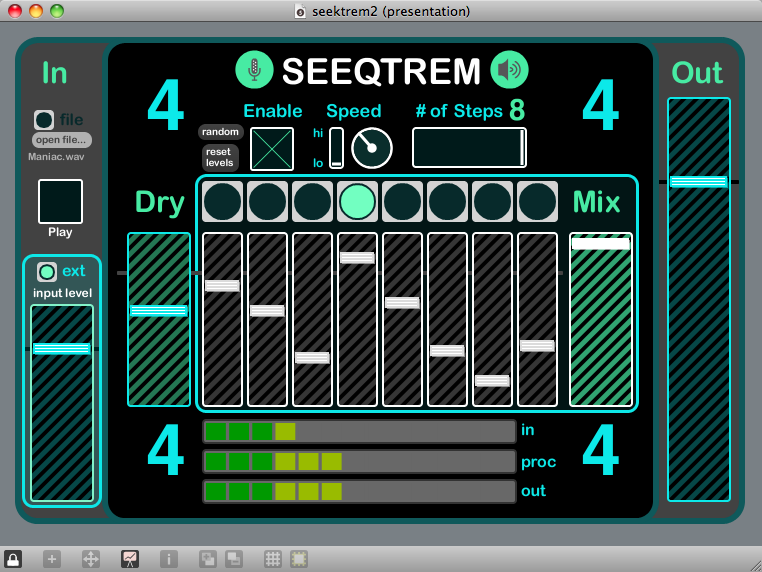 seektrem2 (presentation)
In
SEEQTREM
Out
4
4
Enable
Speed
# of Steps 8
file
open file...
Maniac.wav
random
reset
levels
hi
lo
Play
Dry
Mix
ext
input level
4
4
in
proc
out